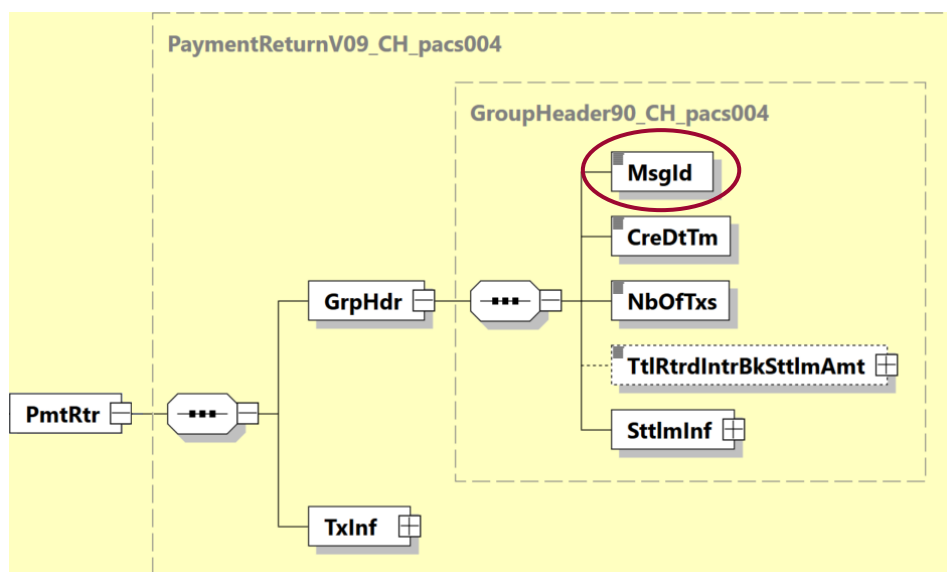 PaymentReturnV09_CH_pacs004
GroupHeader90_CH_pacs004
MsgId
CreDtTm
GrpHdr
NbOfTxs
TtlRtrdIntrBkSttlmAmt
PmtRtr
SttlmInf
TxInf